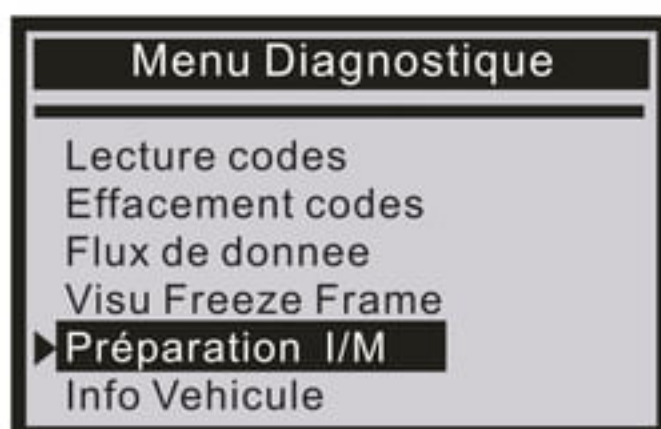 Menu Diagnostique
Lecture codes
Effacement codes
Flux de donnee
Visu Freeze Frame
Préparation I/M
Info Vehicule